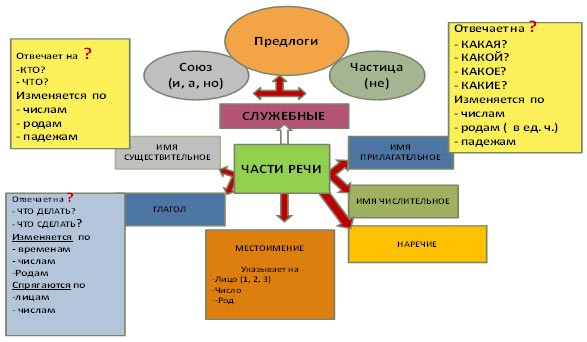 Предлоги
Союз
(и, а, но)
Частица
(не)
СЛУЖЕБНЫЕ
Отвечает на ?
-КТО?
- ЧТО?
Изменяется по
- числам
- родам
- падежам
Отвечает на ?
- КАКАЯ?
- КАКОЙ?
- КАКОЕ?
- КАКИЕ?
Изменяется по
- числам
- родам ( в ед. ч.)
- падежам
ИМЯ
СУЩЕСТВИТЕЛЬНОЕ
ЧАСТИ РЕЧИ
ИМЯ
ПРИЛАГАТЕЛЬНОЕ
ГЛАГОЛ
ИМЯ ЧИСЛИТЕЛЬНОЕ
НАРЕЧИЕ
Отвечает на ?
- ЧТО ДЕЛАТЬ?
- ЧТО СДЕЛАТЬ?
Изменяется по
- временам
- числам
-Родам
Спрягаются по
-лицам
- числам
МЕСТОИМЕНИЕ
Указывает на
-Лицо (1, 2, 3)
-Число
--Род